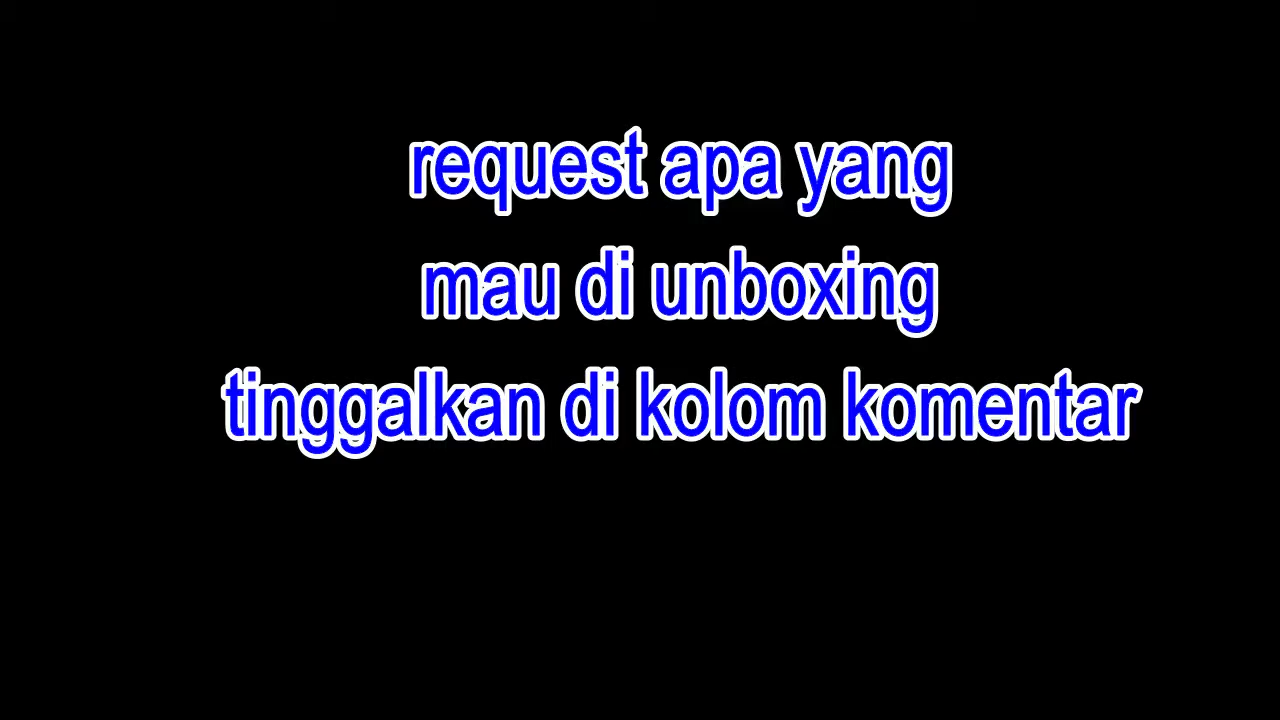 request apa yang
mau di unboxing
tinggalkan di kolom komentar